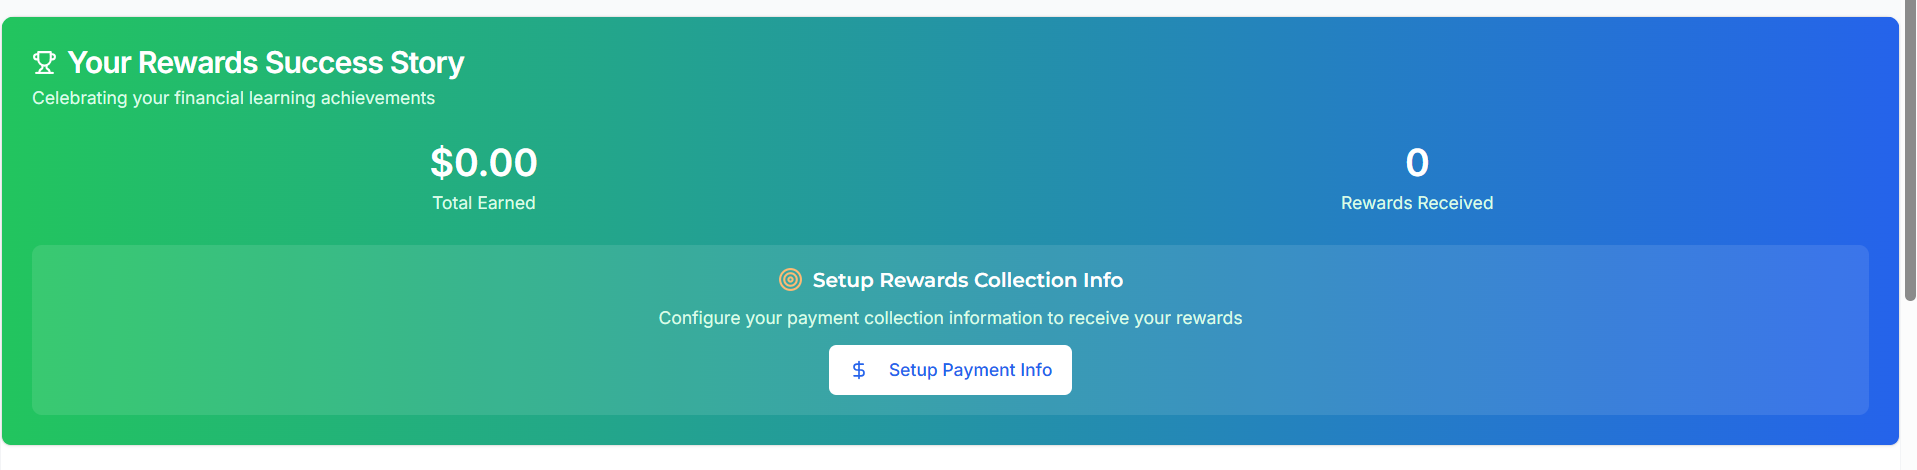 Your Rewards Success Story
Celebrating your financial learning achievements
$0.00
Total Earned
0
Rewards Received
Setup Rewards Collection Info
Configure your payment collection information to receive your rewards
$ Setup Payment Info